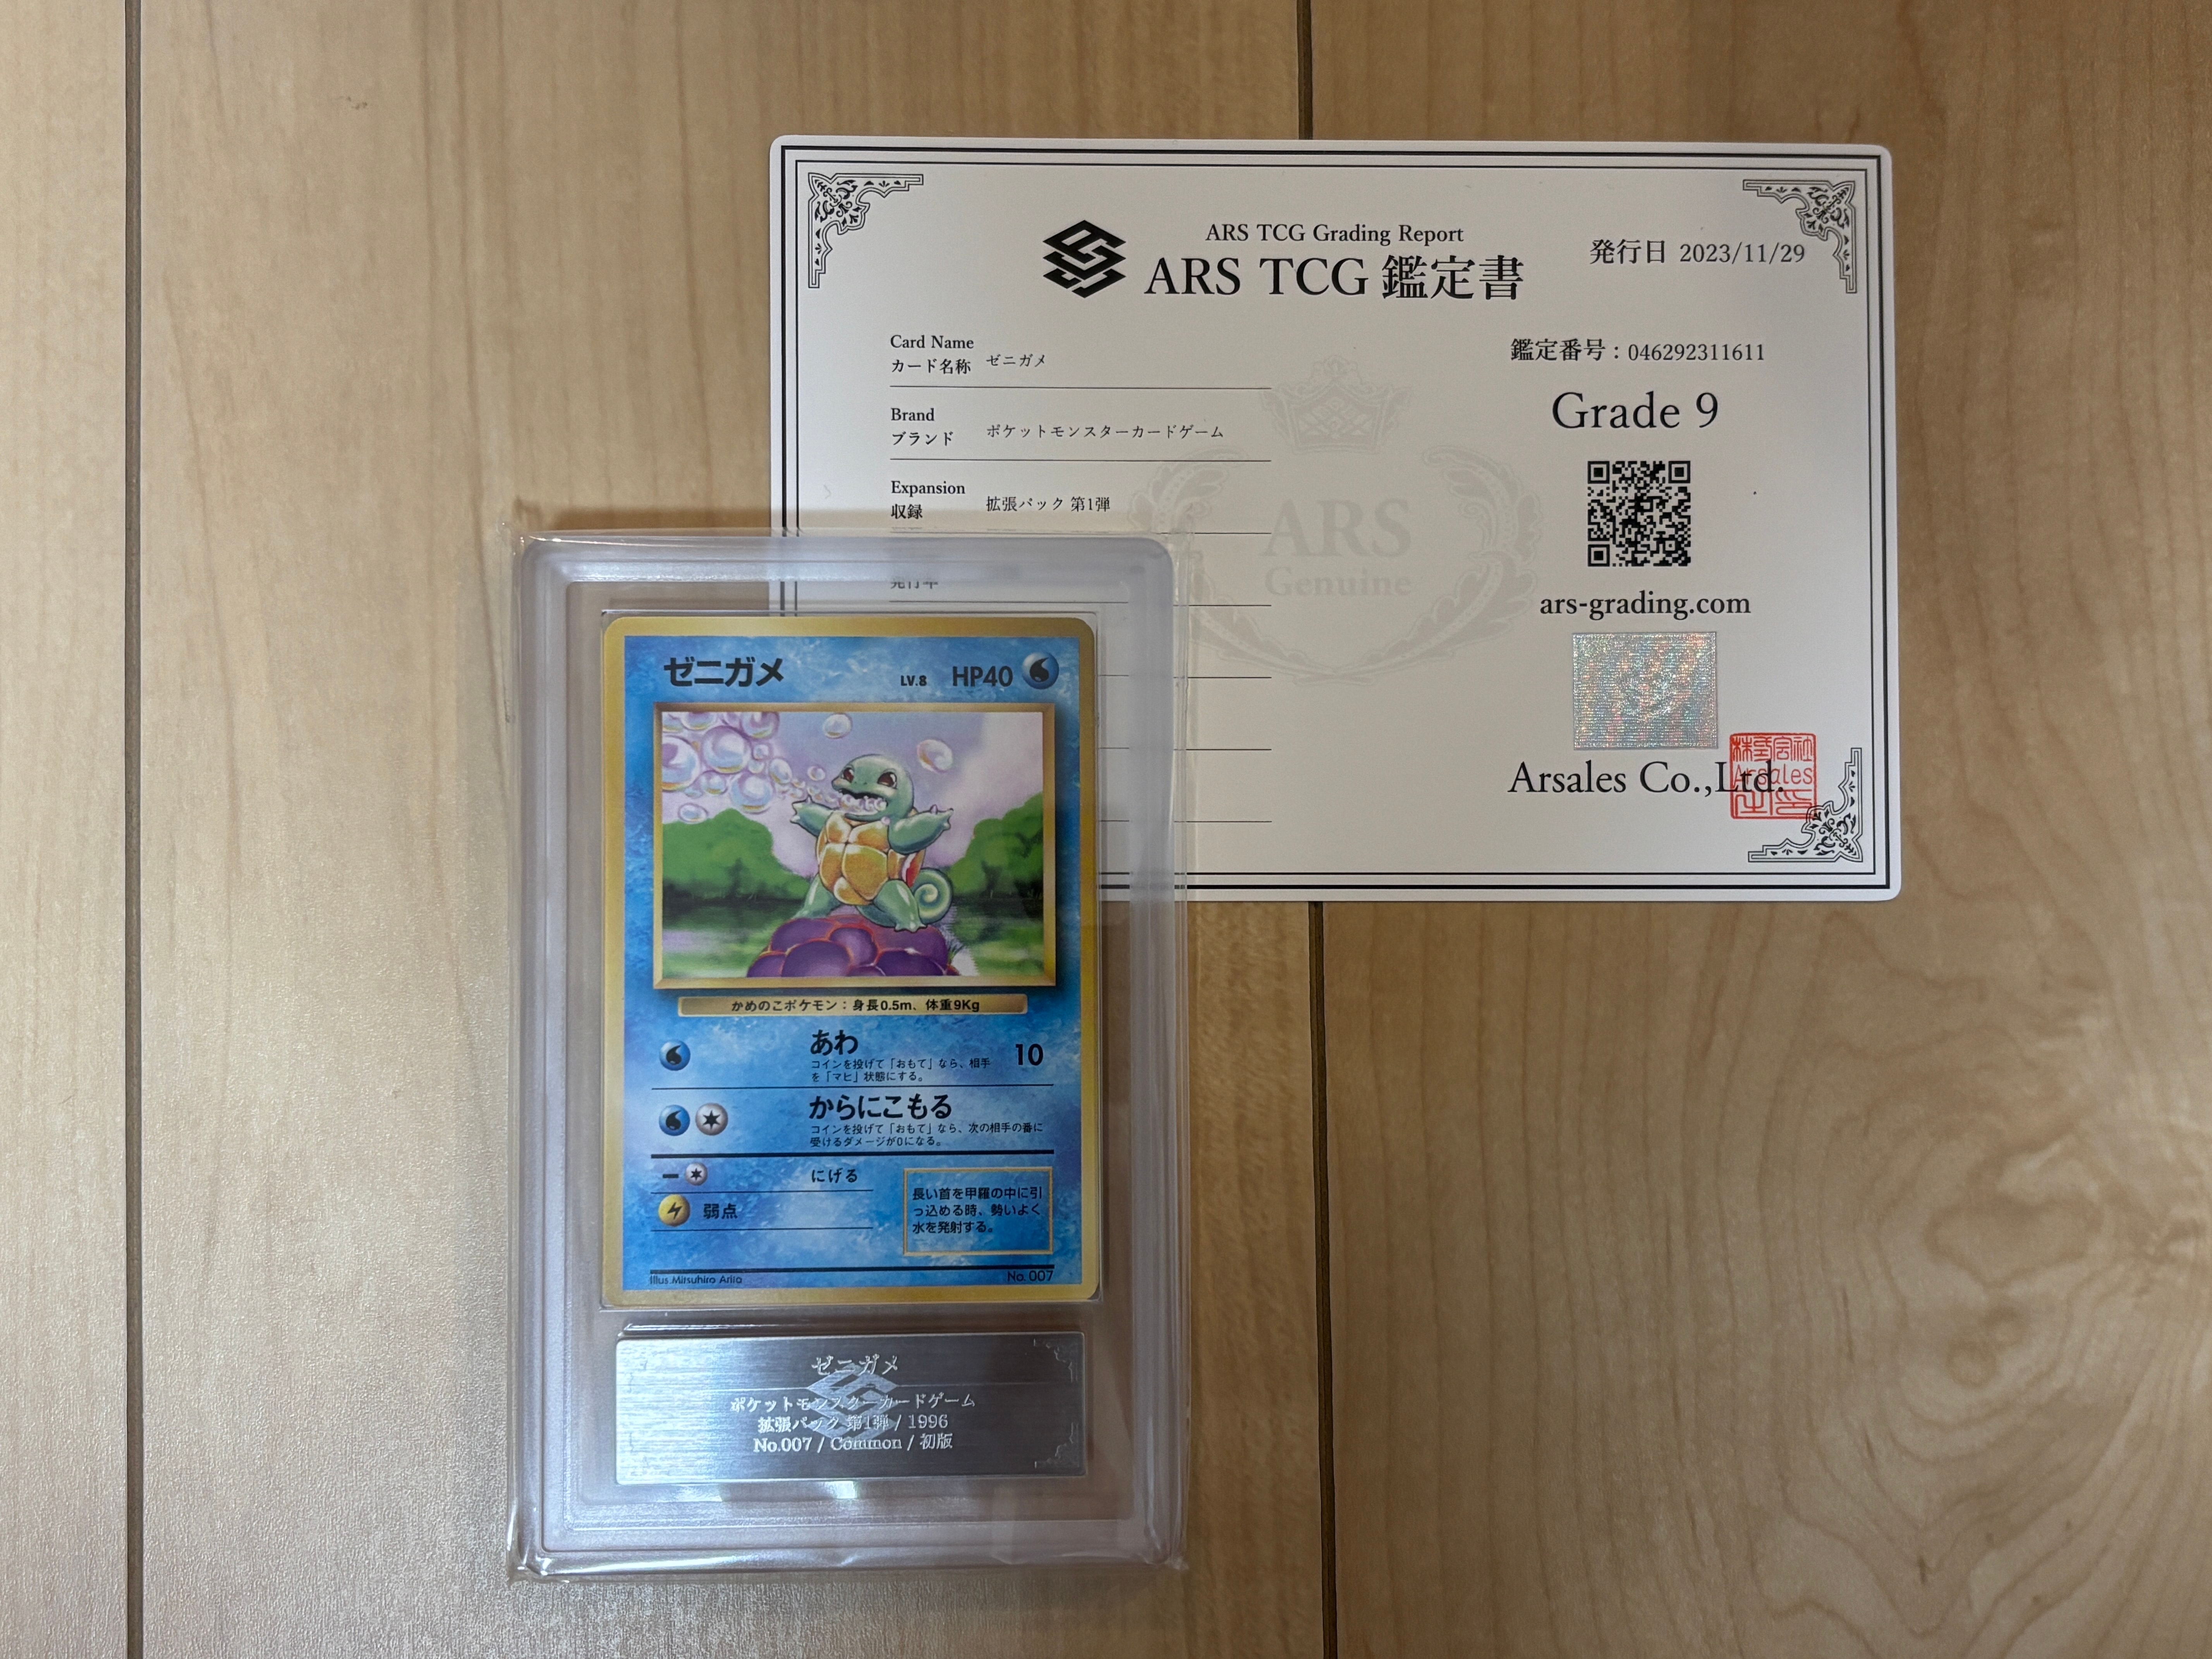 ARS TCG Grading Report
ARS TCG 鑑定書
発行日 2023/11/29
Card Name
カード名称 ゼニガメ
Brand
ブランド ポケットモンスターカードゲーム
Expansion
収録 拡張パック 第1弾
発行年
鑑定番号：046292311611
Grade 9
ars-grading.com
Arsales Co.,Ltd.
ARS
Genuine
ゼニガメ LV.8 HP40
かめのこポケモン：身長0.5m、体重9Kg
あわ 10
コインを投げて「おもて」なら、相手
を「マヒ」状態にする。
からにこもる
コインを投げて「おもて」なら、次の相手の番に
受けるダメージが0になる。
にげる
弱点
長い首を甲羅の中に引
っ込める時、勢いよく
水を発射する。
Illus Mitsuhiro Arita No.007
ゼニガメ
ポケットモンスターカードゲーム
拡張パック 第1弾 / 1996
No.007 / Common / 初版